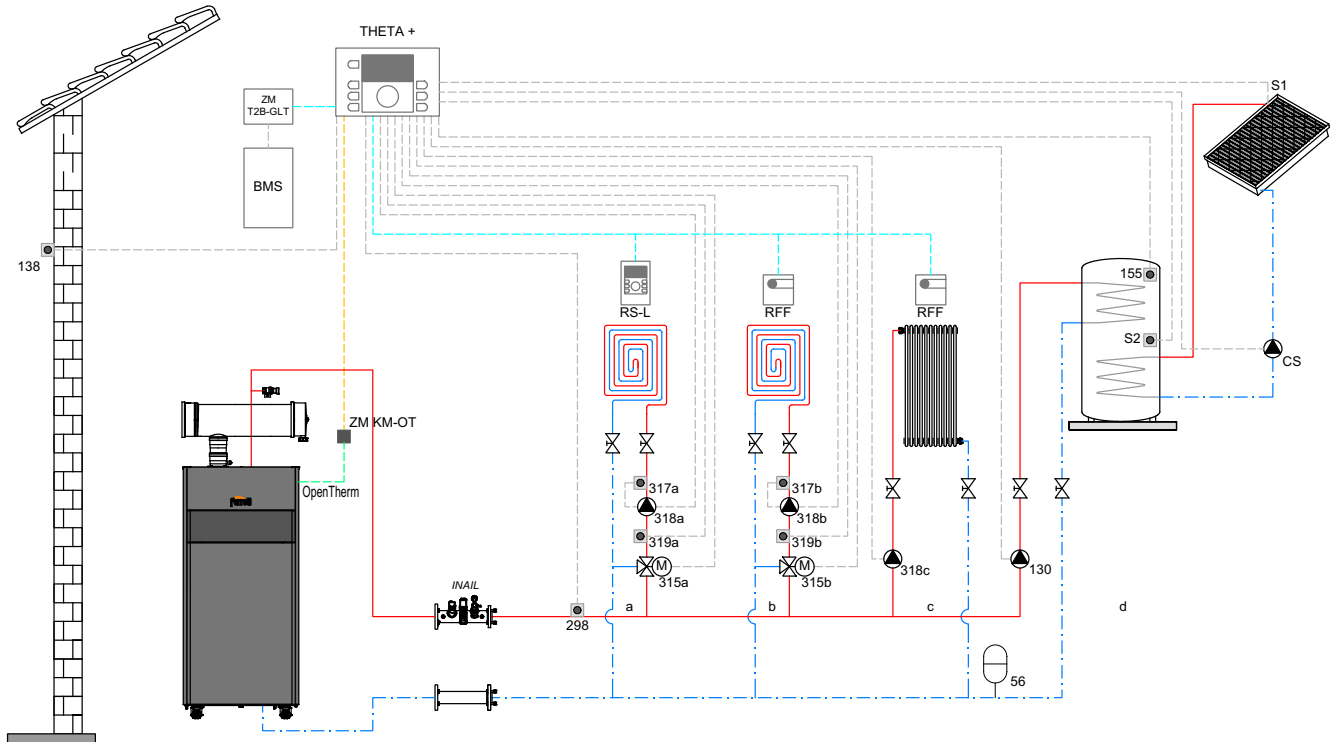 THETA +
ZM
T2B-GLT
BMS
S1
138
155
RS-L
RFF
RFF
S2
CS
ZM KM-OT
OpenTherm
317a
317b
318a
318b
319a
319b
M
M
315a
315b
318c
130
INAIL
a
b
c
d
298
56